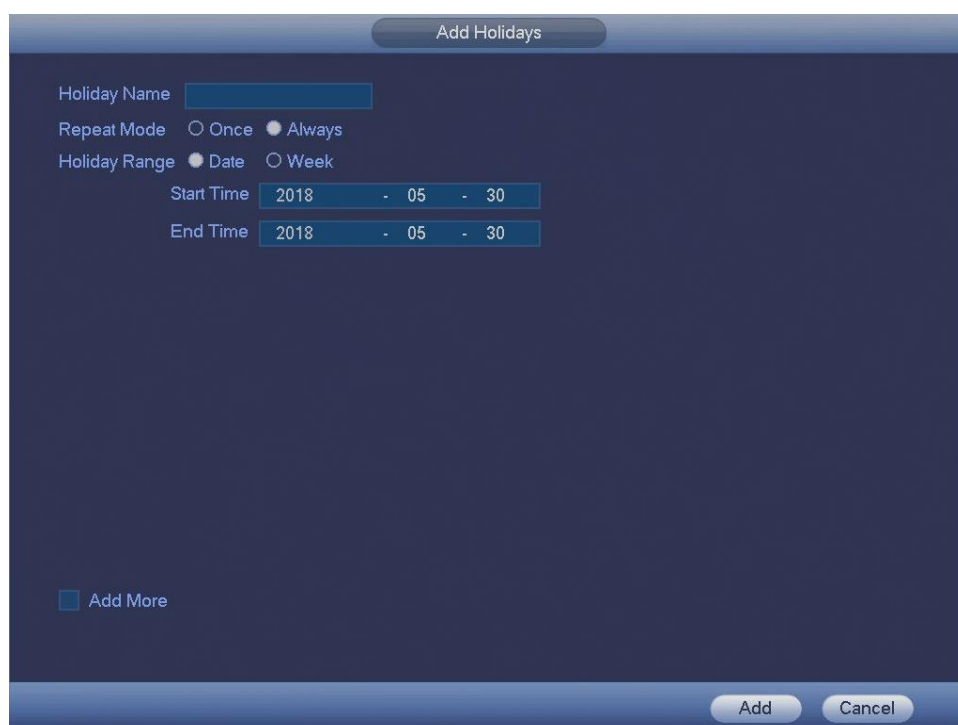 Add Holidays
Holiday Name
Repeat Mode Once Always
Holiday Range Date Week
Start Time 2018 - 05 - 30
End Time 2018 - 05 - 30
Add More
Add Cancel